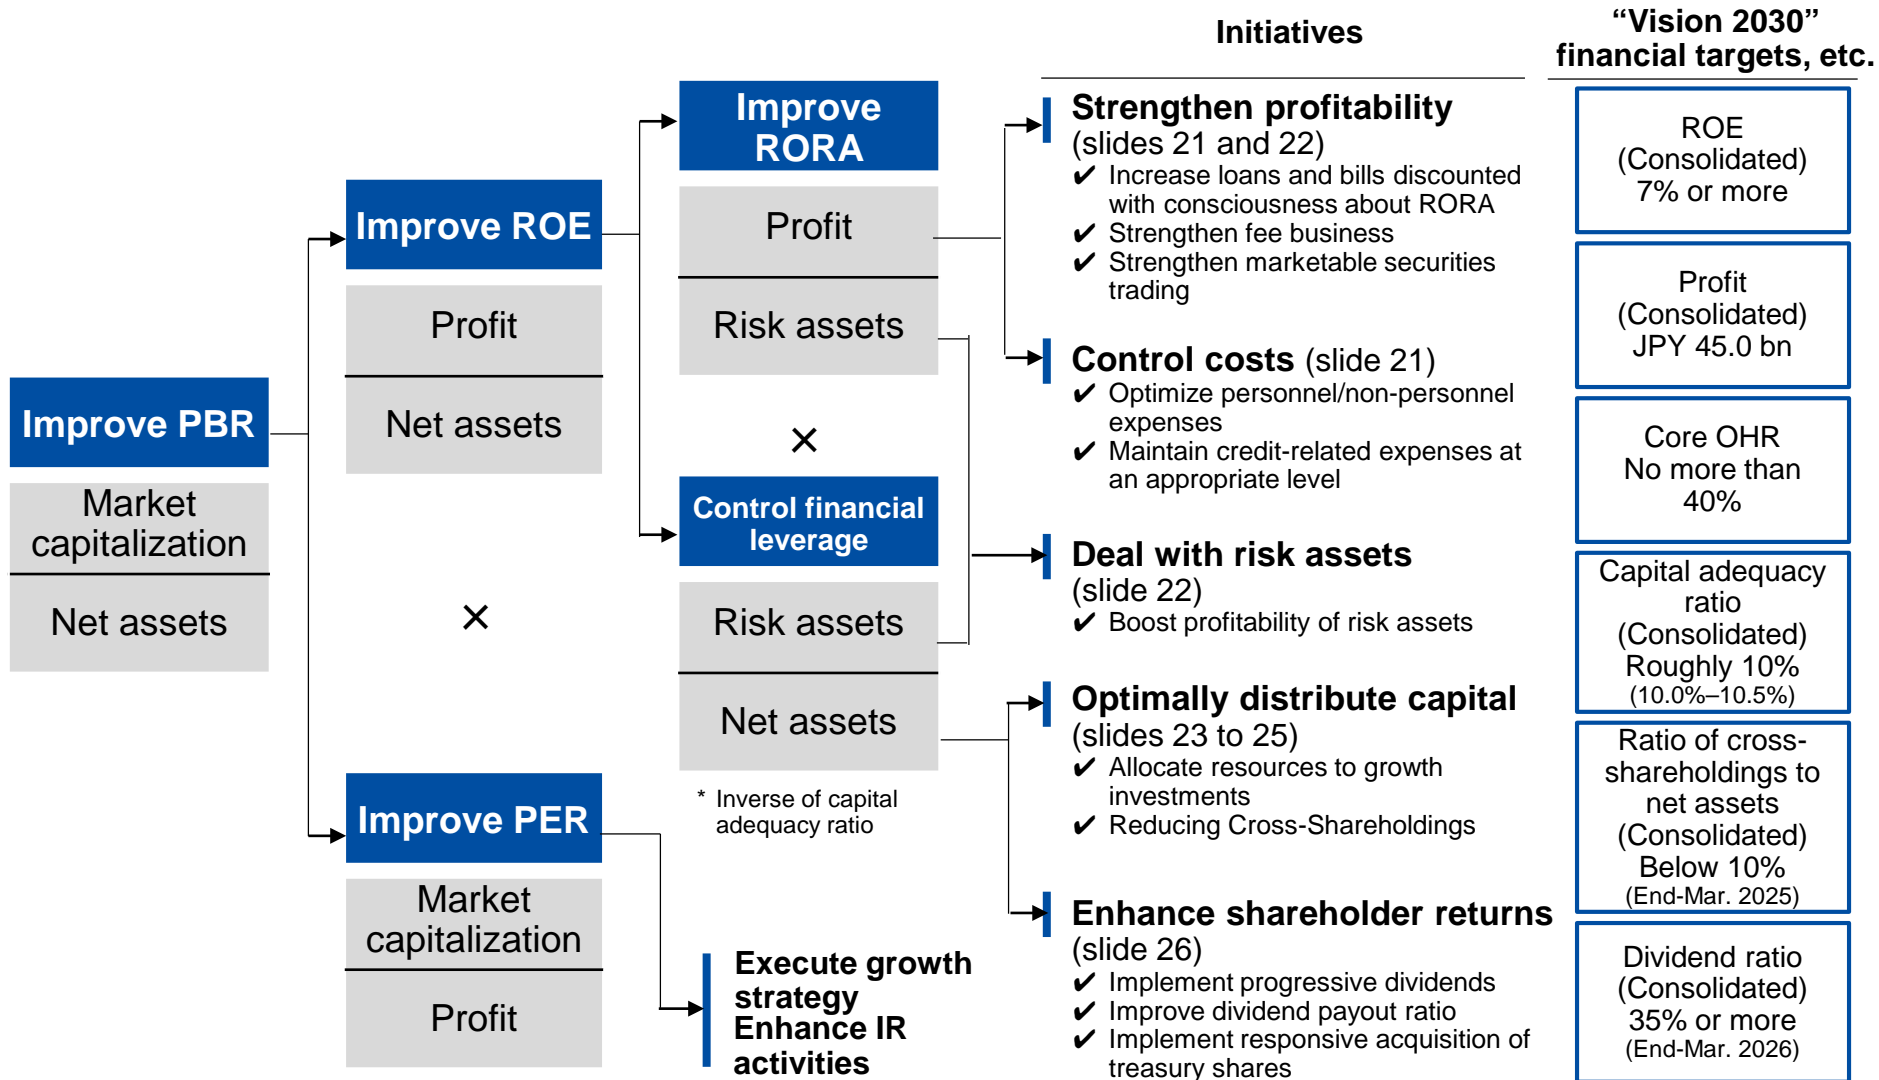 Initiatives
“Vision 2030”
financial targets, etc.
Improve PBR
Market
capitalization
Net assets
Improve ROE
Profit
Net assets
×
Improve PER
Market
capitalization
Profit
Improve
RORA
Profit
Risk assets
×
Control financial
leverage
Risk assets
Net assets
* Inverse of capital
adequacy ratio
Execute growth
strategy
Enhance IR
activities
Strengthen profitability
(slides 21 and 22)
✔ Increase loans and bills discounted
with consciousness about RORA
✔ Strengthen fee business
✔ Strengthen marketable securities
trading
Control costs (slide 21)
✔ Optimize personnel/non-personnel
expenses
✔ Maintain credit-related expenses at
an appropriate level
Deal with risk assets
(slide 22)
✔ Boost profitability of risk assets
Optimally distribute capital
(slides 23 to 25)
✔ Allocate resources to growth
investments
✔ Reducing Cross-Shareholdings
Enhance shareholder returns
(slide 26)
✔ Implement progressive dividends
✔ Improve dividend payout ratio
✔ Implement responsive acquisition of
treasury shares
ROE
(Consolidated)
7% or more
Profit
(Consolidated)
JPY 45.0 bn
Core OHR
No more than
40%
Capital adequacy
ratio
(Consolidated)
Roughly 10%
(10.0%–10.5%)
Ratio of cross-
shareholdings to
net assets
(Consolidated)
Below 10%
(End-Mar. 2025)
Dividend ratio
(Consolidated)
35% or more
(End-Mar. 2026)